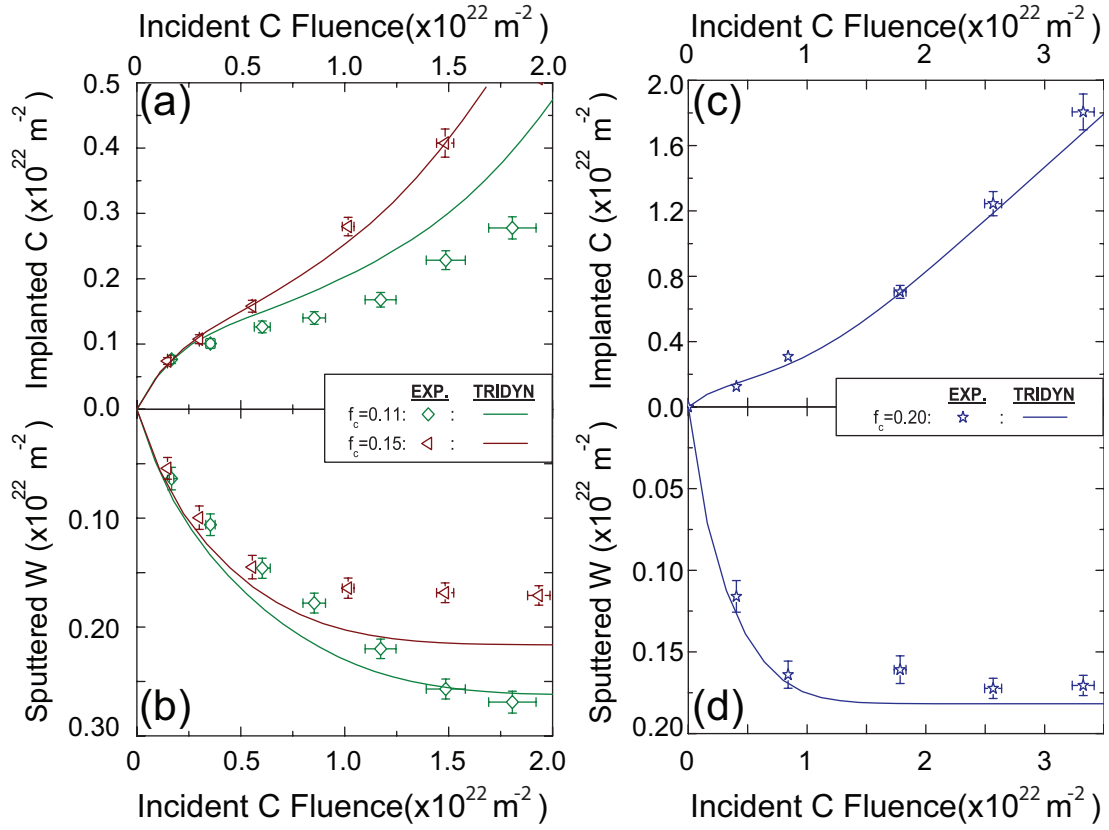 Incident C Fluence(x10²² m⁻²)
0 0.5 1.0 1.5 2.0
(a)
Implanted C (x10²² m⁻²)
0.5
0.4
0.3
0.2
0.1
0.0
EXP. TRIDYN
f_c=0.11: :
f_c=0.15: :
(b)
Sputtered W (x10²² m⁻²)
0.10
0.20
0.30
0 0.5 1.0 1.5 2.0
Incident C Fluence(x10²² m⁻²)
Incident C Fluence(x10²² m⁻²)
0 1 2 3
(c)
Implanted C (x10²² m⁻²)
2.0
1.6
1.2
0.8
0.4
0.0
EXP. TRIDYN
f_c=0.20: :
(d)
Sputtered W (x10²² m⁻²)
0.05
0.10
0.15
0.20
0 1 2 3
Incident C Fluence(x10²² m⁻²)